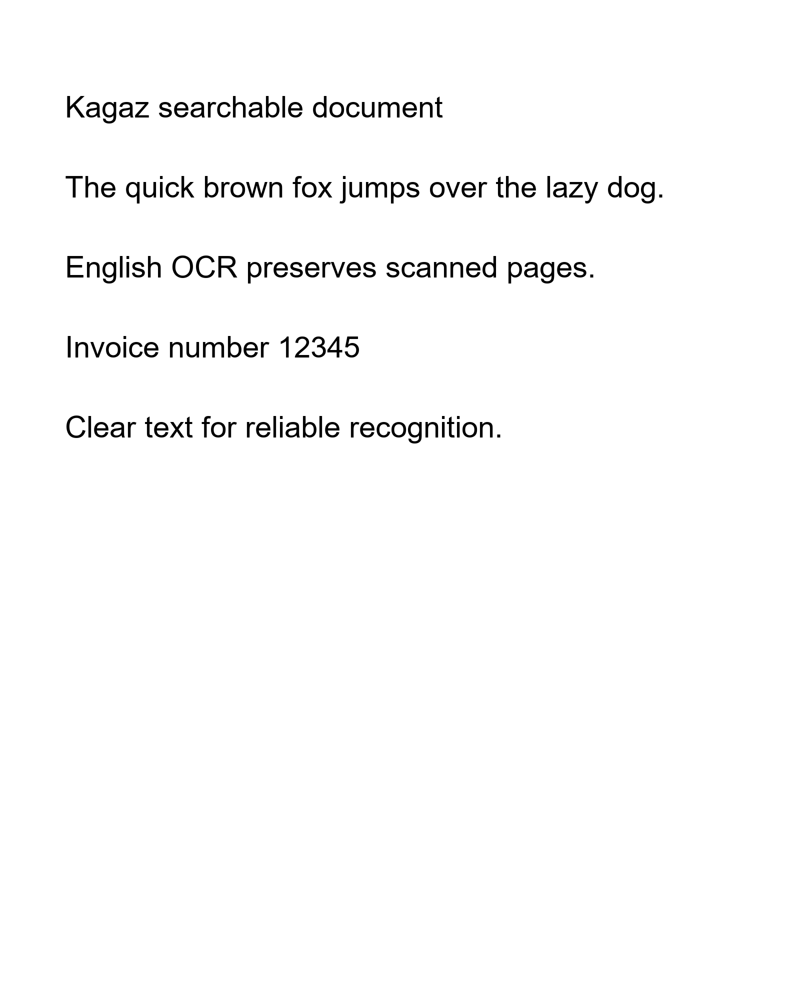 Kagaz searchable document
The quick brown fox jumps over the lazy dog.
English OCR preserves scanned pages.
Invoice number 12345
Clear text for reliable recognition.